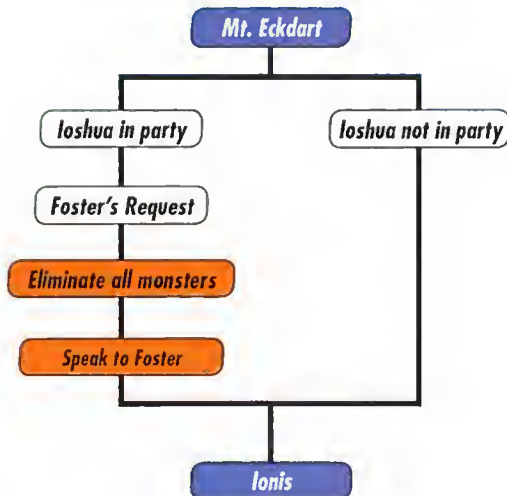 Mt. Eckdart
Ioshua in party
Ioshua not in party
Foster's Request
Eliminate all monsters
Speak to Foster
Ionis